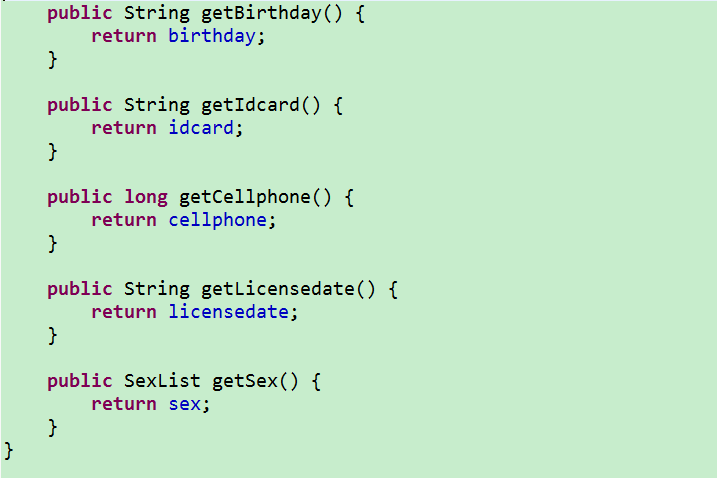 public String getBirthday() {
return birthday;
}
public String getIdcard() {
return idcard;
}
public long getCellphone() {
return cellphone;
}
public String getLicensedate() {
return licensedate;
}
public SexList getSex() {
return sex;
}
}